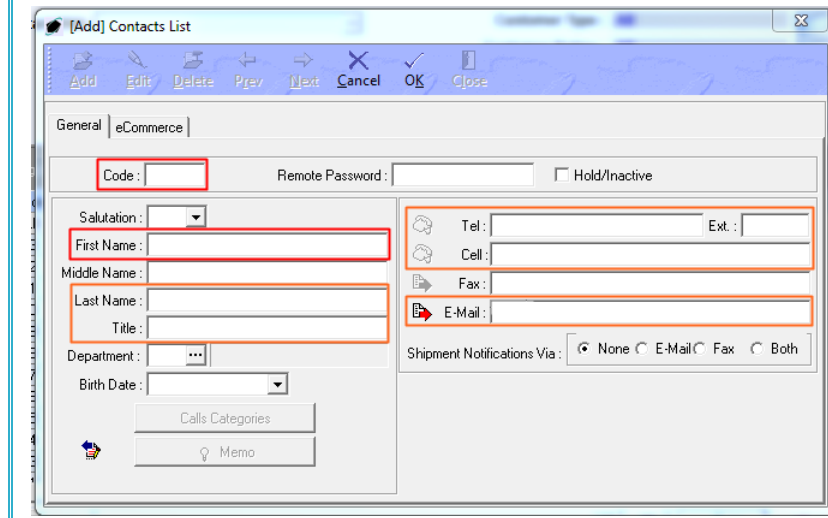 [Add] Contacts List
Add Edit Delete Prev Next Cancel OK Close
General eCommerce
Code : Remote Password : Hold/Inactive
Salutation :
First Name :
Middle Name :
Last Name :
Title :
Department : ...
Birth Date :
Calls Categories
Memo
Tel : Ext. :
Cell :
Fax :
E-Mail :
Shipment Notifications Via : None E-Mail Fax Both